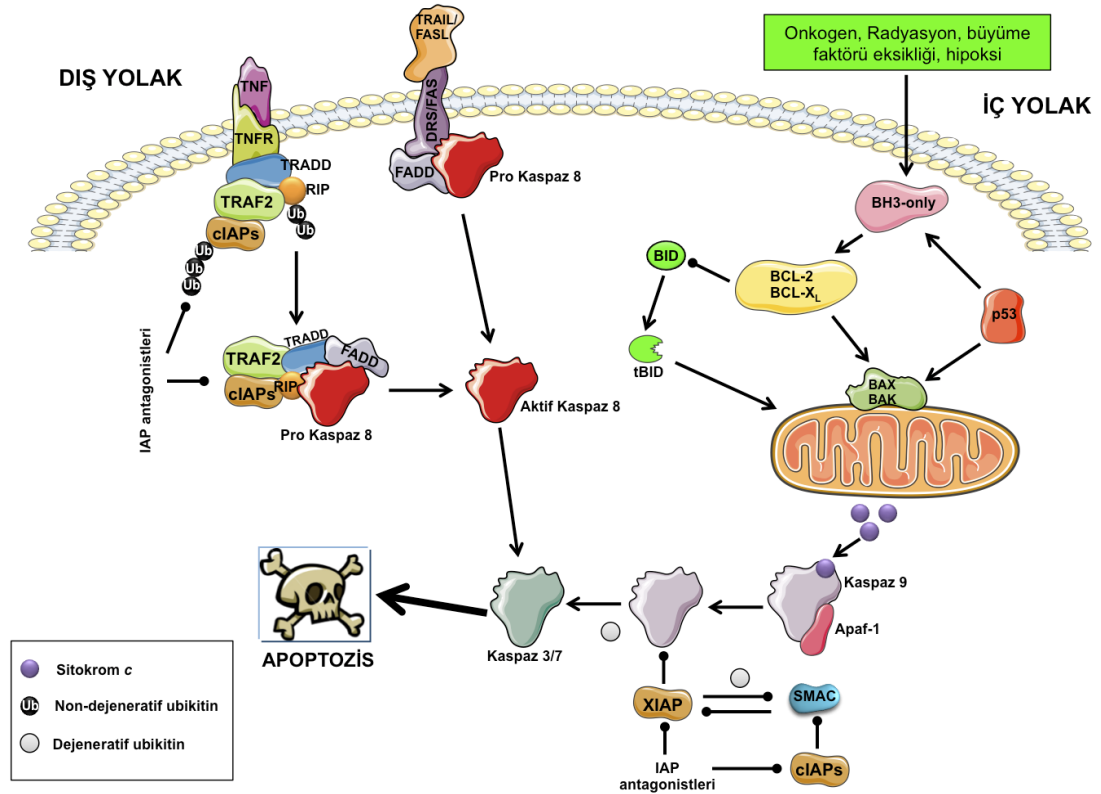 DIŞ YOLAK
TNF
TNFR
TRADD
RIP
TRAF2
cIAPs
Ub
Ub
Ub
Ub
Ub
TRAIL/
FASL
DRS/FAS
FADD
Pro Kaspaz 8
Onkogen, Radyasyon, büyüme
faktörü eksikliği, hipoksi
İÇ YOLAK
BH3-only
BID
BCL-2
BCL-XL
p53
tBID
BAX
BAK
IAP antagonistleri
TRAF2
TRADD
FADD
cIAPs
RIP
Pro Kaspaz 8
Aktif Kaspaz 8
Kaspaz 9
Apaf-1
Kaspaz 3/7
APOPTOZİS
XIAP
SMAC
IAP
antagonistleri
cIAPs
Sitokrom c
Ub
Non-dejeneratif ubikitin
Dejeneratif ubikitin